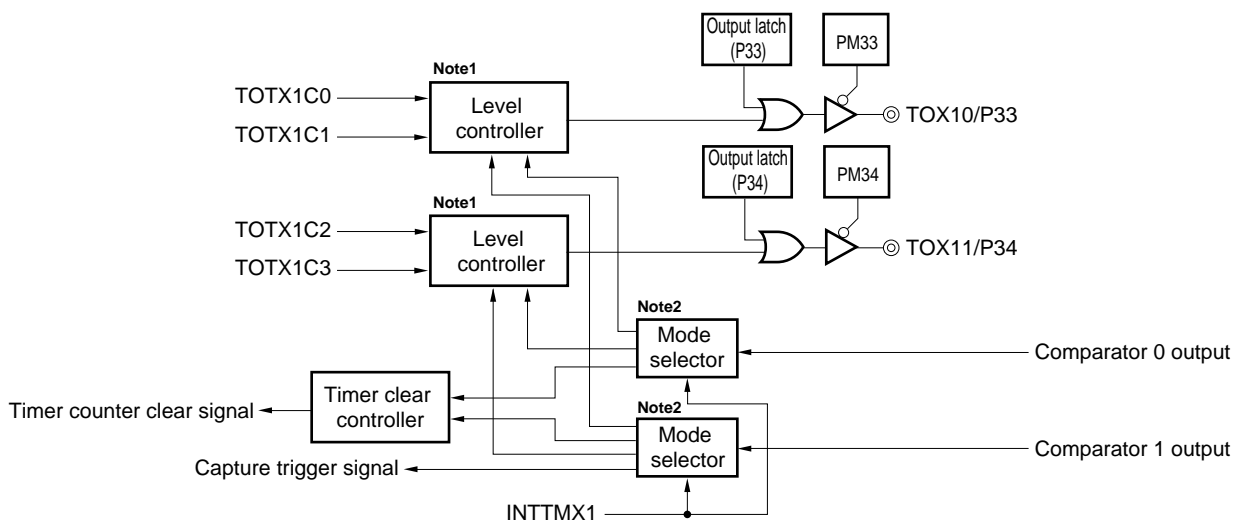 Output latch
(P33)
PM33
Note1
TOTX1C0
TOTX1C1
Level
controller
TOX10/P33
Output latch
(P34)
PM34
Note1
TOTX1C2
TOTX1C3
Level
controller
TOX11/P34
Note2
Mode
selector
Comparator 0 output
Timer clear
controller
Timer counter clear signal
Note2
Mode
selector
Comparator 1 output
Capture trigger signal
INTTMX1